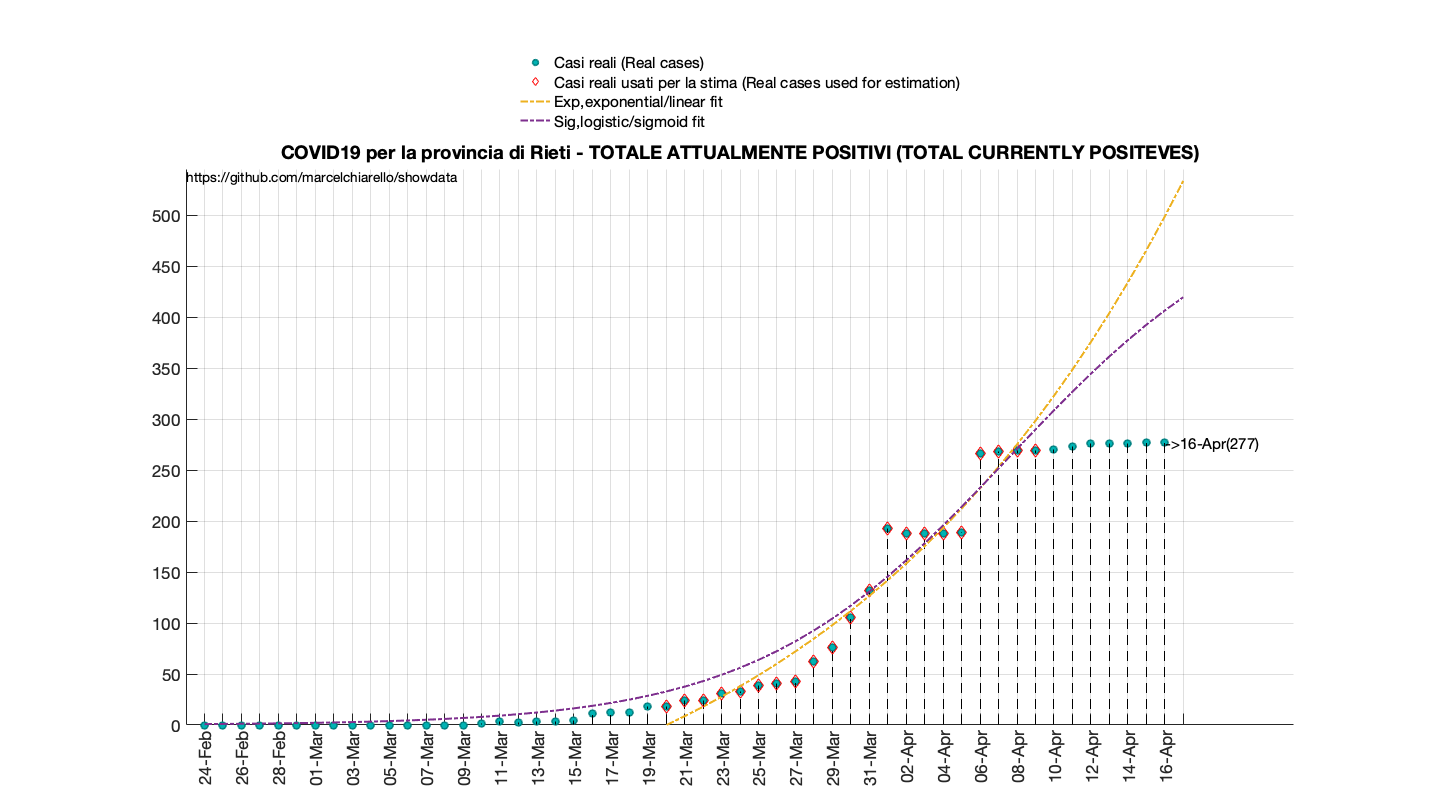 Casi reali (Real cases)
Casi reali usati per la stima (Real cases used for estimation)
Exp,exponential/linear fit
Sig,logistic/sigmoid fit
COVID19 per la provincia di Rieti - TOTALE ATTUALMENTE POSITIVI (TOTAL CURRENTLY POSITEVES)
https://github.com/marcelchiarello/showdata
500
450
400
350
300
250
200
150
100
50
0
->16-Apr(277)
24-Feb
26-Feb
28-Feb
01-Mar
03-Mar
05-Mar
07-Mar
09-Mar
11-Mar
13-Mar
15-Mar
17-Mar
19-Mar
21-Mar
23-Mar
25-Mar
27-Mar
29-Mar
31-Mar
02-Apr
04-Apr
06-Apr
08-Apr
10-Apr
12-Apr
14-Apr
16-Apr